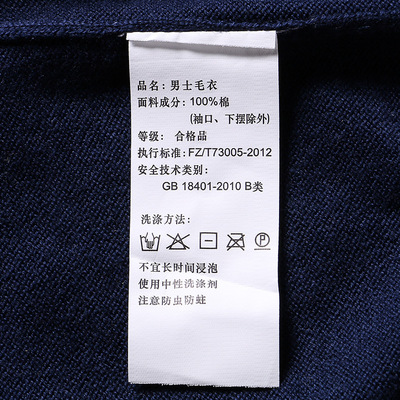 品名: 男士毛衣
面料成分: 100%棉
(袖口、下摆除外)
等级: 合格品
执行标准: FZ/T73005-2012
安全技术类别:
GB 18401-2010 B类
洗涤方法:
P
不宜长时间浸泡
使用中性洗涤剂
注意防虫防蛀